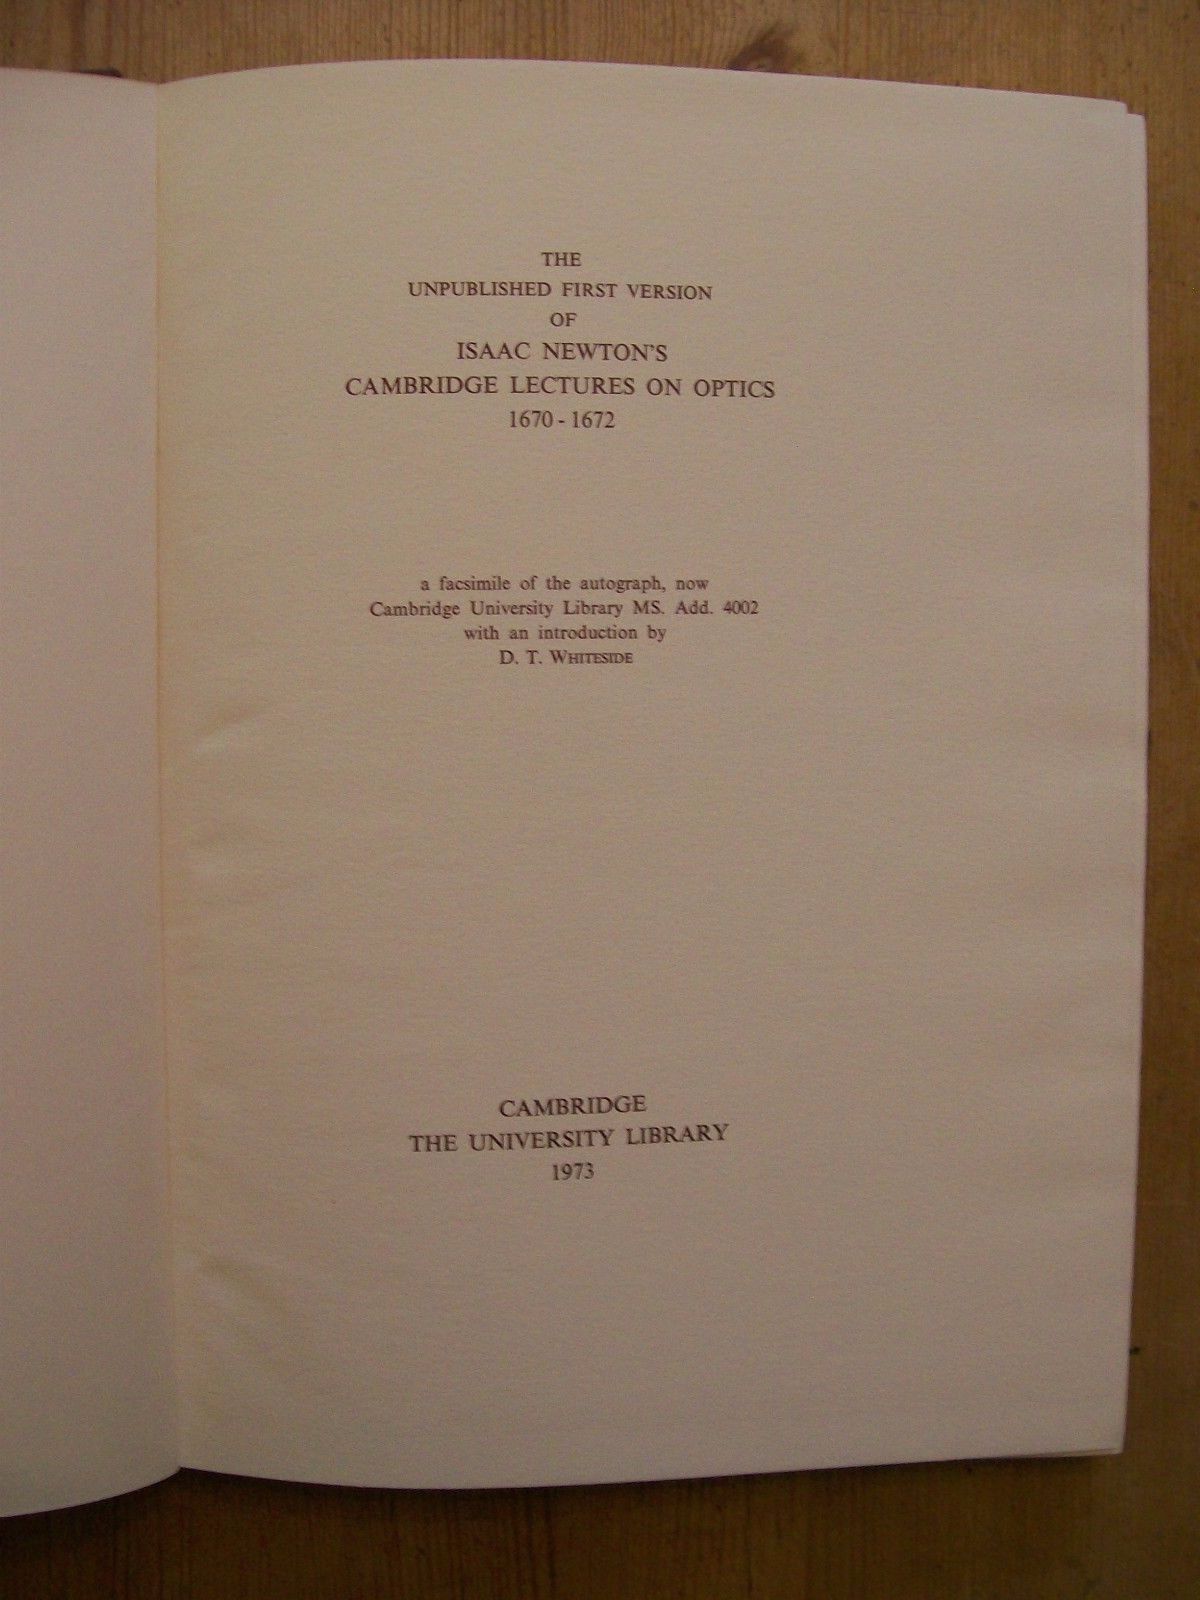 THE
UNPUBLISHED FIRST VERSION
OF
ISAAC NEWTON'S
CAMBRIDGE LECTURES ON OPTICS
1670 - 1672
a facsimile of the autograph, now
Cambridge University Library MS. Add. 4002
with an introduction by
D. T. WHITESIDE
CAMBRIDGE
THE UNIVERSITY LIBRARY
1973